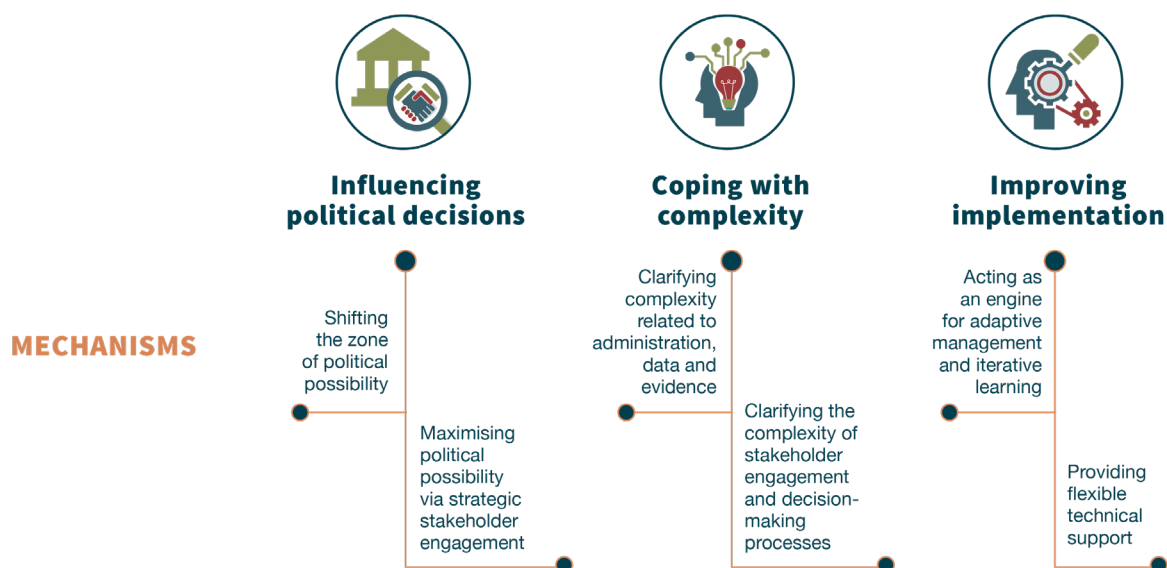 Influencing
political decisions
Coping with
complexity
Improving
implementation
MECHANISMS
Shifting
the zone
of political
possibility
Maximising
political
possibility
via strategic
stakeholder
engagement
Clarifying
complexity
related to
administration,
data and
evidence
Clarifying the
complexity of
stakeholder
engagement
and decision-
making
processes
Acting as
an engine
for adaptive
management
and iterative
learning
Providing
flexible
technical
support